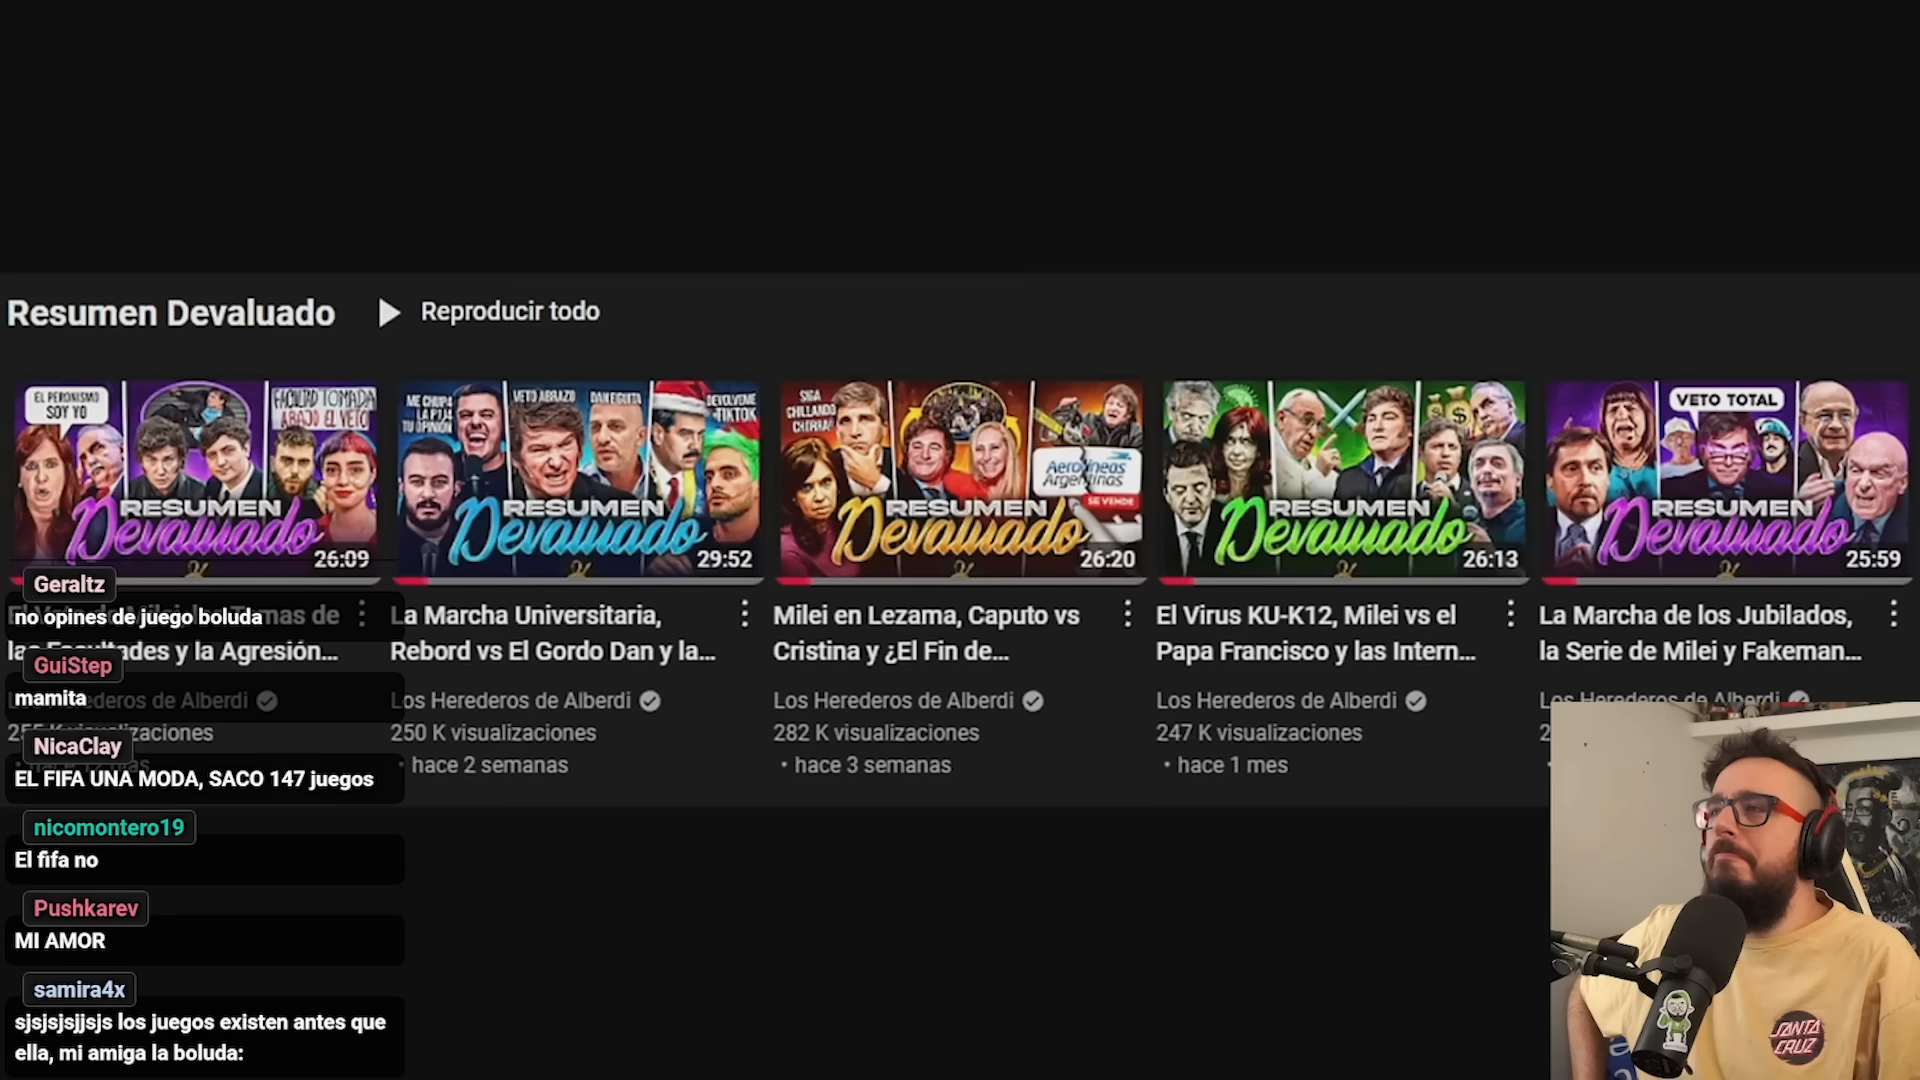 Resumen Devaluado
Reproducir todo
EL PERONISMO
SOY YO
FACULTAD TOMADA
ABAJO EL VETO
RESUMEN
Devaluado
26:09
ME CHUPA
LA PIJA
TU OPINIÓN
VETO ABRAZO
DANIEGUITA
DEVOLVEME
TIKTOK
RESUMEN
Devaluado
29:52
SIGA
CHILLANDO
CHORRA!
Aerolíneas
Argentinas
SE VENDE
RESUMEN
Devaluado
26:20
RESUMEN
Devaluado
26:13
VETO TOTAL
RESUMEN
Devaluado
25:59
La Marcha Universitaria,
Rebord vs El Gordo Dan y la...
Los Herederos de Alberdi
250 K visualizaciones
• hace 2 semanas
Milei en Lezama, Caputo vs
Cristina y ¿El Fin de...
Los Herederos de Alberdi
282 K visualizaciones
• hace 3 semanas
El Virus KU-K12, Milei vs el
Papa Francisco y las Intern...
Los Herederos de Alberdi
247 K visualizaciones
• hace 1 mes
La Marcha de los Jubilados,
la Serie de Milei y Fakeman...
Los Herederos de Alberdi
Geraltz
no opines de juego boluda
y la Agresión...
GuiStep
mamita
NicaClay
EL FIFA UNA MODA, SACO 147 juegos
nicomontero19
El fifa no
Pushkarev
MI AMOR
samira4x
sjsjsjsjjsjs los juegos existen antes que
ella, mi amiga la boluda:
SANTA
CRUZ